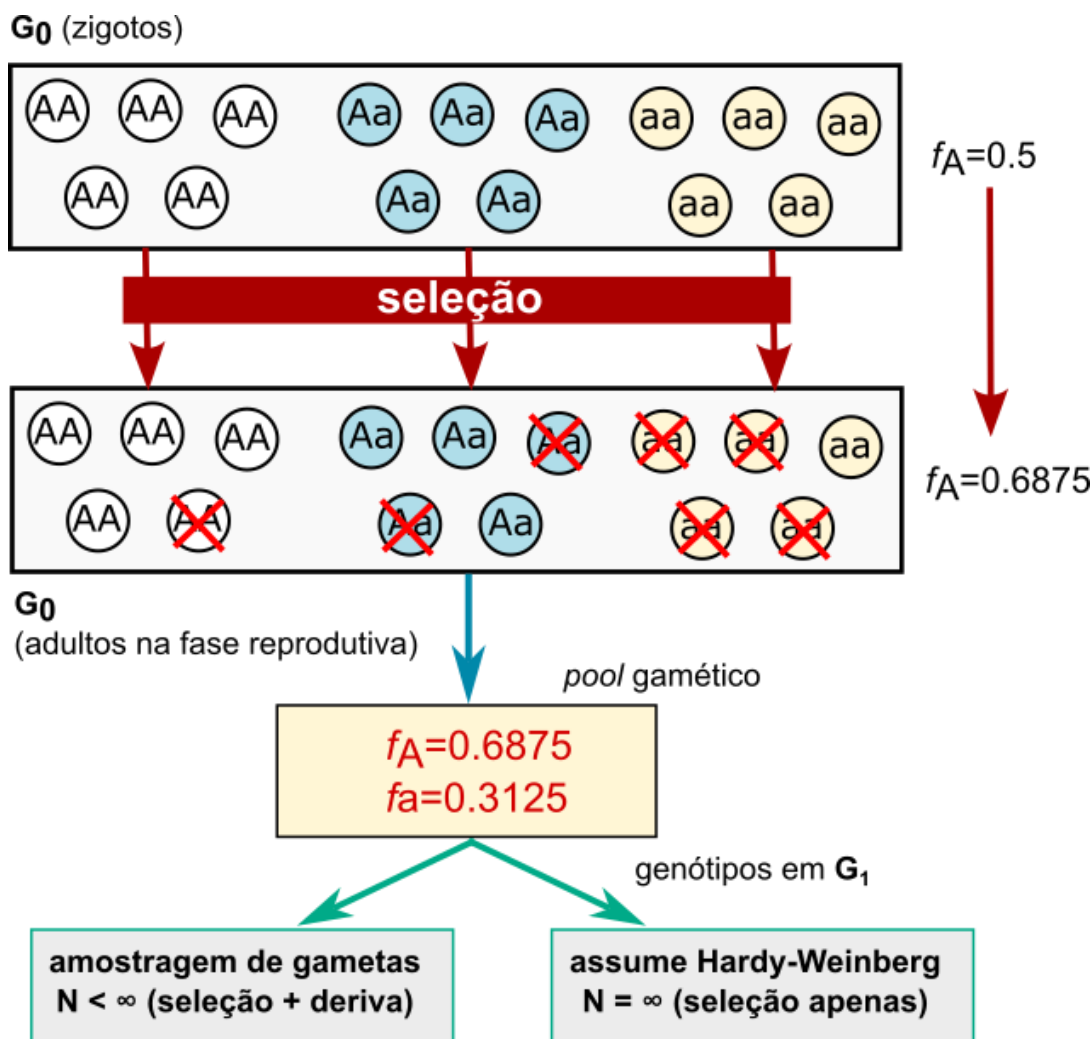 G0 (zigotos)
AA AA AA Aa Aa Aa aa aa aa
AA AA Aa Aa aa aa
fA=0.5
seleção
AA AA AA Aa Aa Aa aa aa aa
AA AA Aa Aa aa aa
fA=0.6875
G0
(adultos na fase reprodutiva)
pool gamético
fA=0.6875
fa=0.3125
genótipos em G1
amostragem de gametas
N < ∞ (seleção + deriva)
assume Hardy-Weinberg
N = ∞ (seleção apenas)